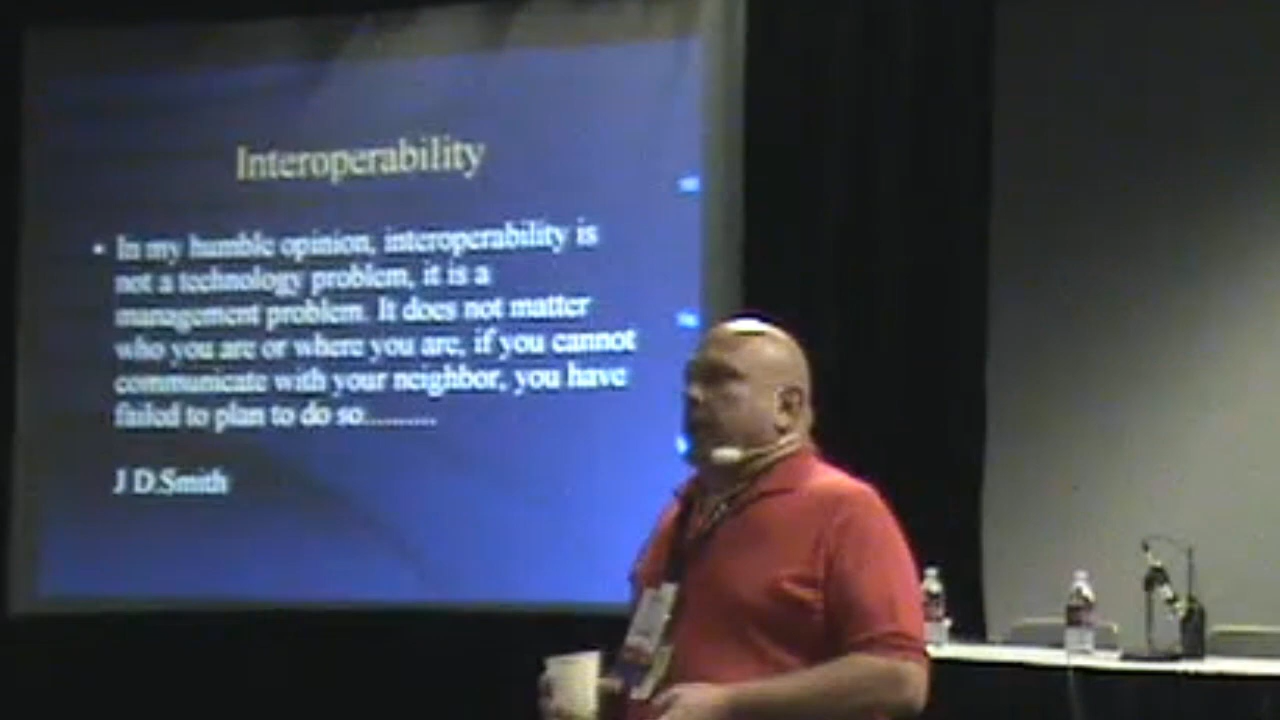 Interoperability
• In my humble opinion, interoperability is
not a technology problem, it is a
management problem. It does not matter
who you are or where you are, if you cannot
communicate with your neighbor, you have
failed to plan to do so..........
J D.Smith